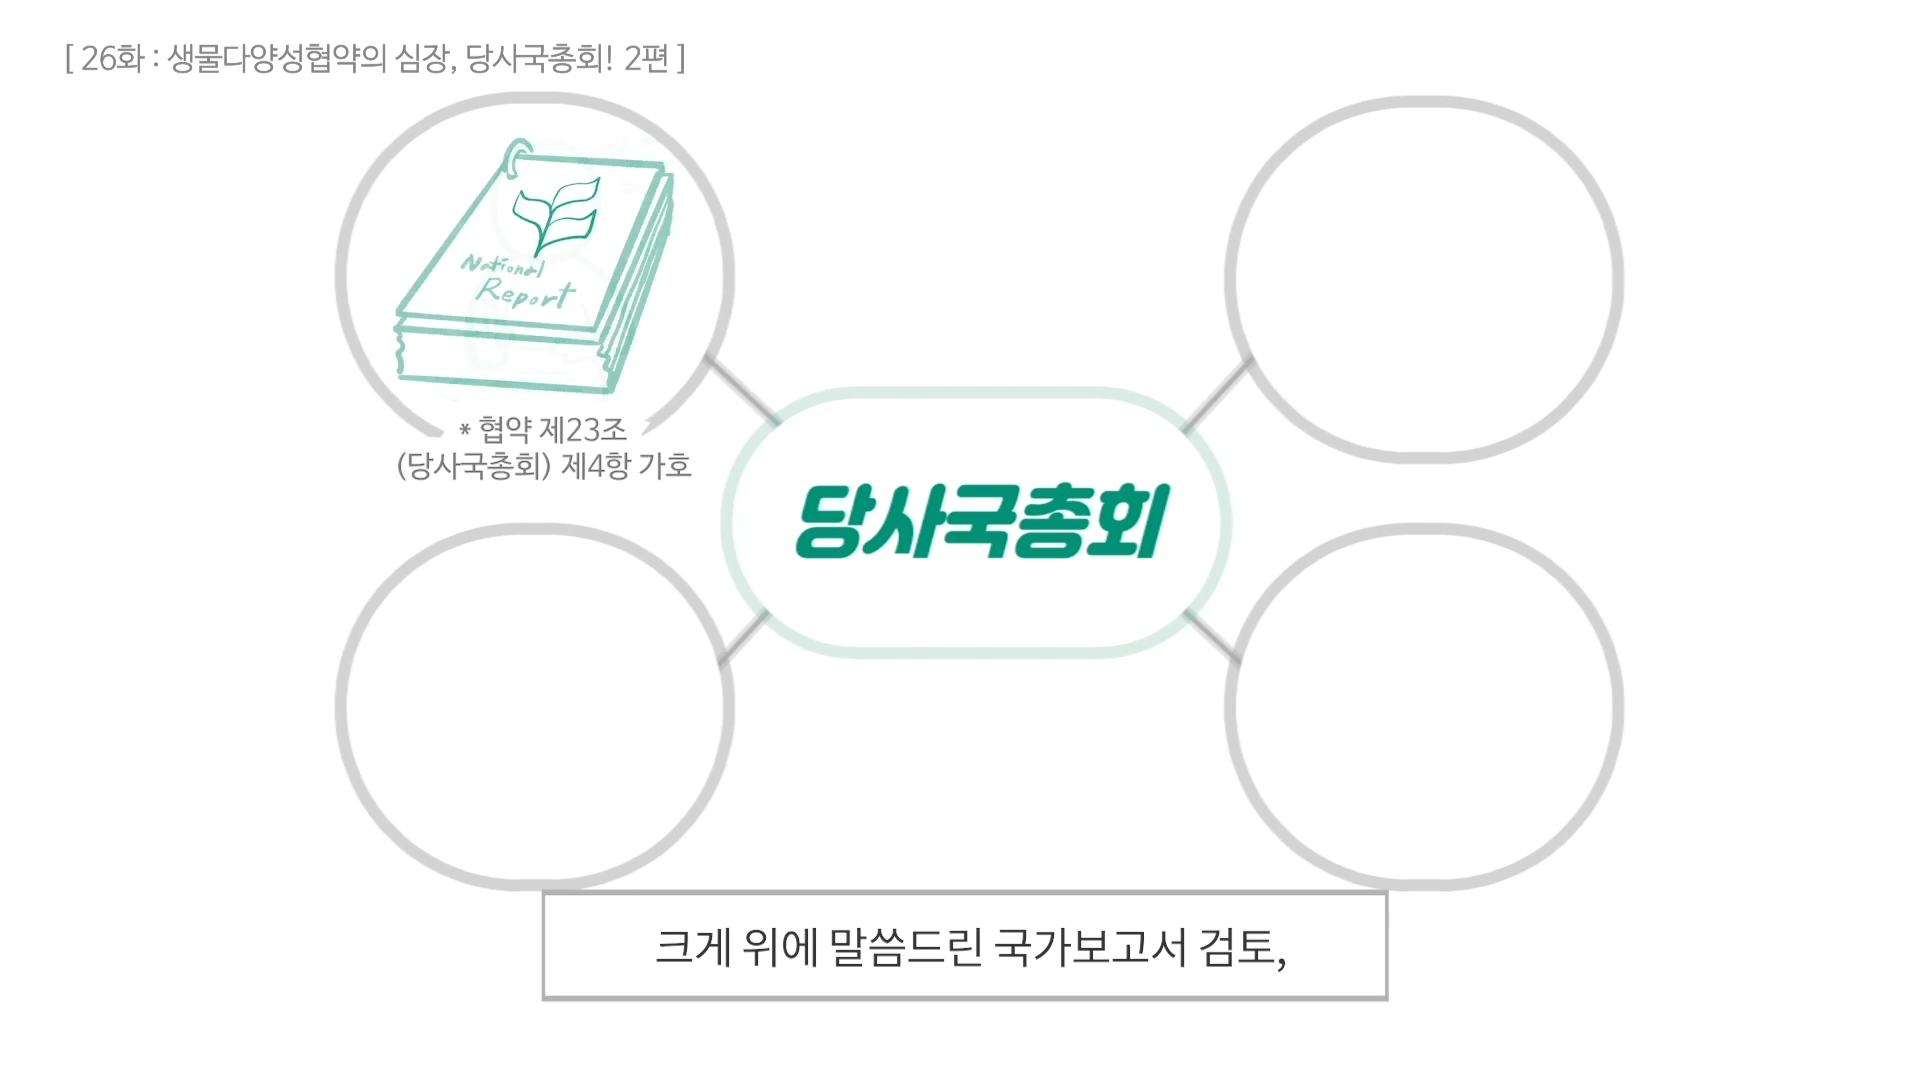 [ 26화 : 생물다양성협약의 심장, 당사국총회! 2편 ]
National
Report
* 협약 제23조
(당사국총회) 제4항 가호
당사국총회
크게 위에 말씀드린 국가보고서 검토,